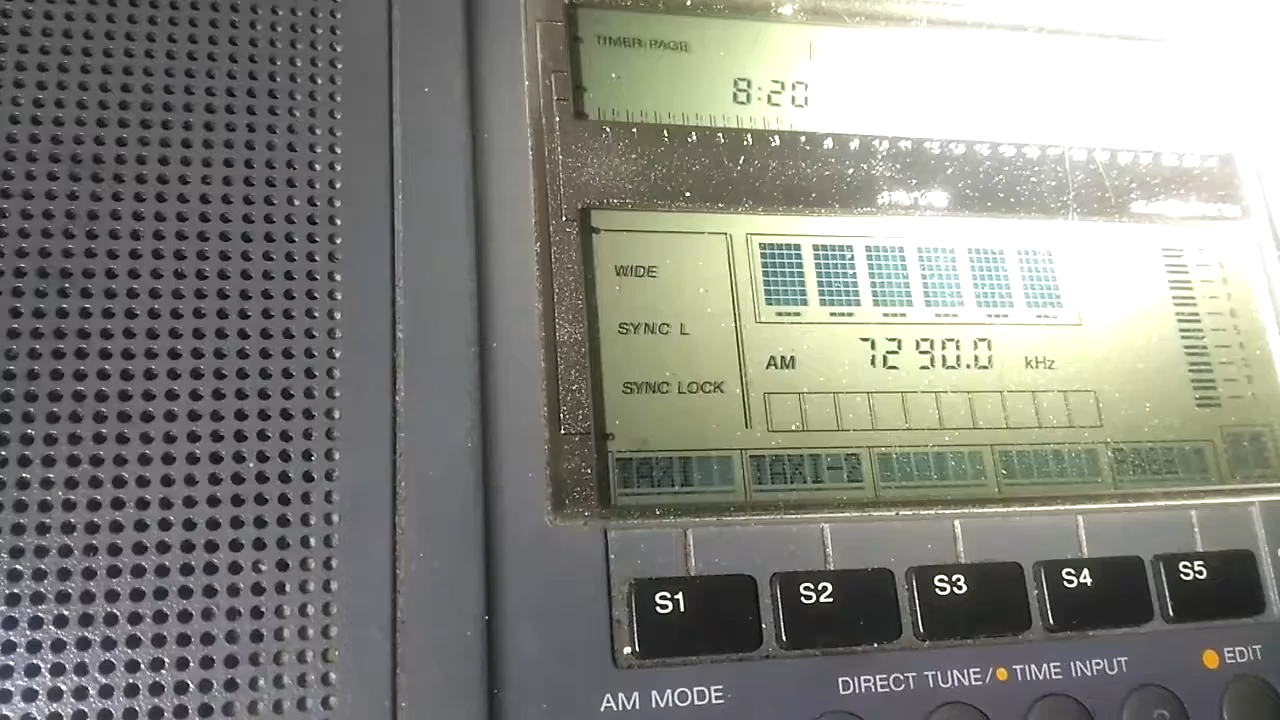 TIMER PAGE
8:20
WIDE
SYNC L
AM 7290.0 kHz
SYNC LOCK
S1 S2 S3 S4 S5
EDIT
DIRECT TUNE/ TIME INPUT
AM MODE